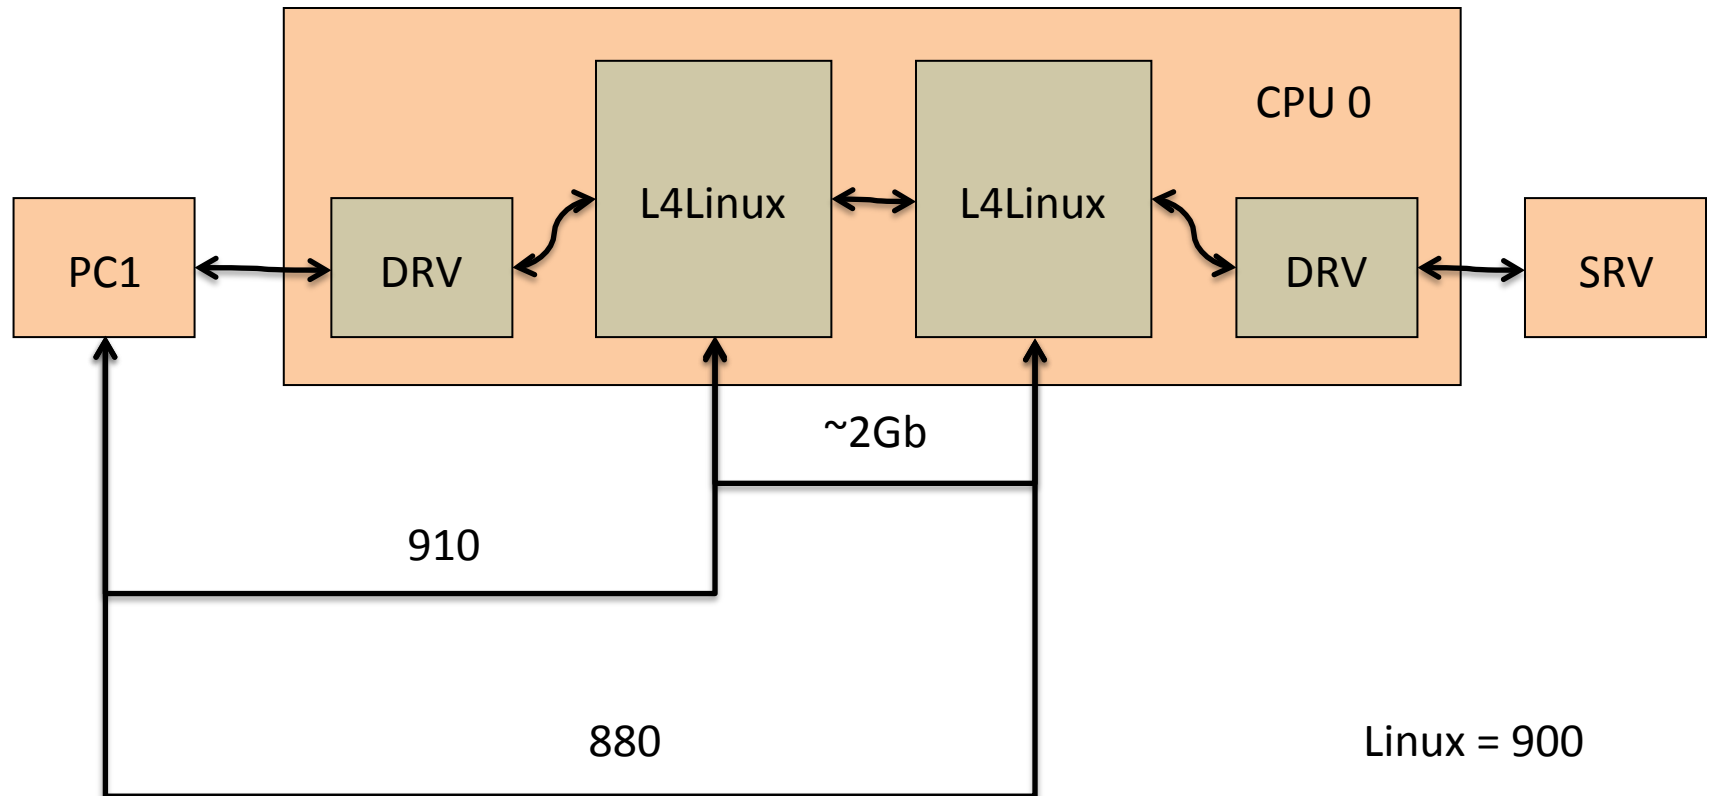 CPU 0
L4Linux
L4Linux
PC1
DRV
DRV
SRV
~2Gb
910
880
Linux = 900